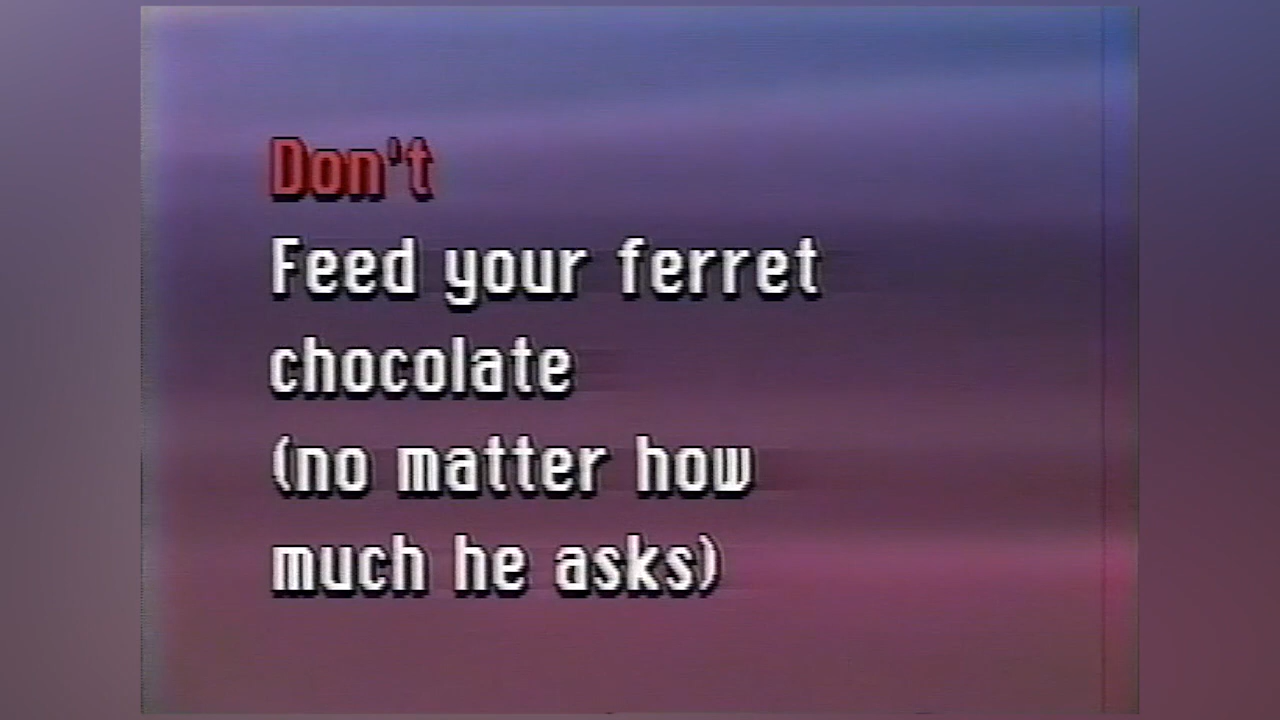 Don't
Feed your ferret
chocolate
(no matter how
much he asks)